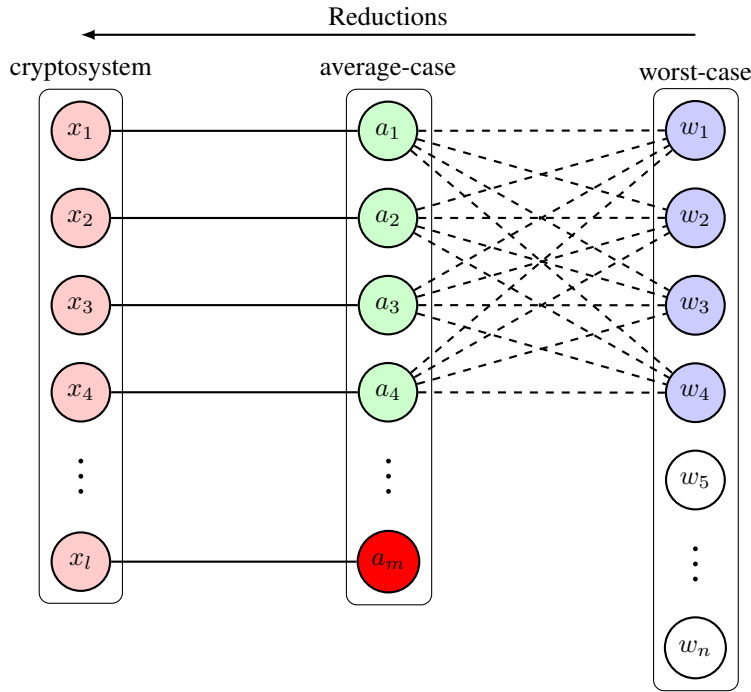 Reductions
cryptosystem average-case worst-case
x₁ a₁ w₁
x₂ a₂ w₂
x₃ a₃ w₃
x₄ a₄ w₄
⋮ ⋮ w₅
xₗ aₘ ⋮
wₙ